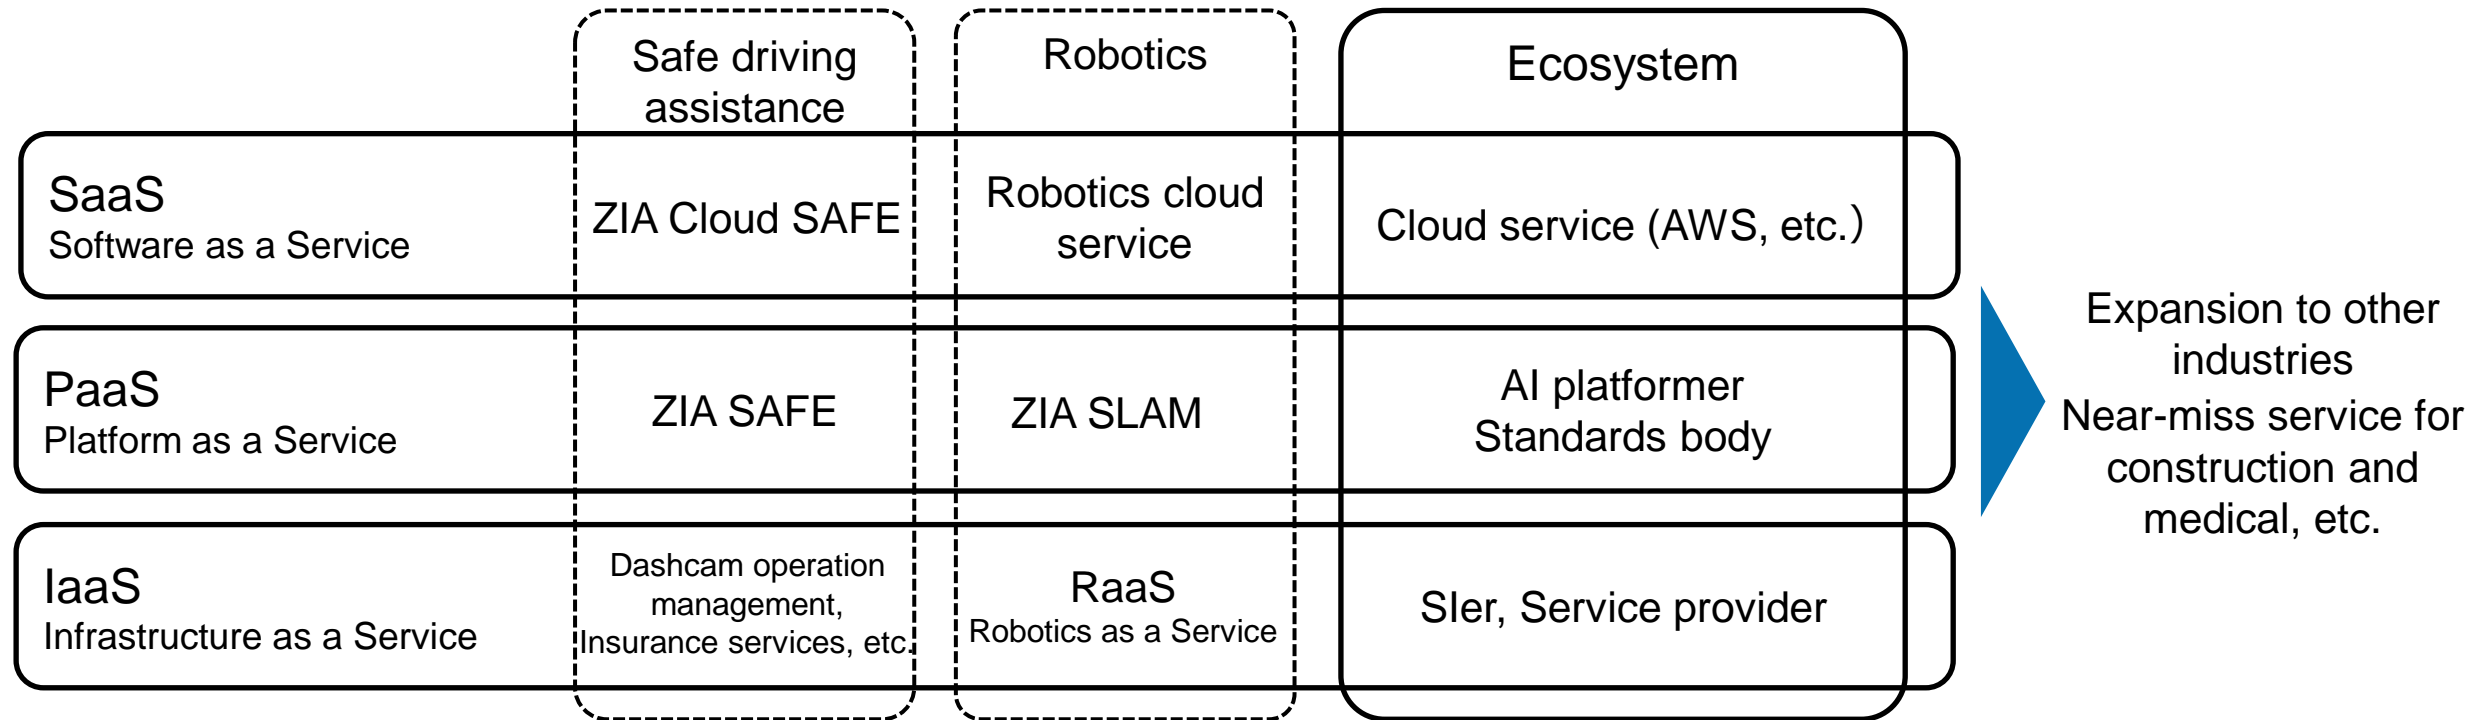 Safe driving
assistance
Robotics
Ecosystem
SaaS
Software as a Service
ZIA Cloud SAFE
Robotics cloud
service
Cloud service (AWS, etc.)
PaaS
Platform as a Service
ZIA SAFE
ZIA SLAM
AI platformer
Standards body
IaaS
Infrastructure as a Service
Dashcam operation
management,
Insurance services, etc.
RaaS
Robotics as a Service
SIer, Service provider
Expansion to other
industries
Near-miss service for
construction and
medical, etc.